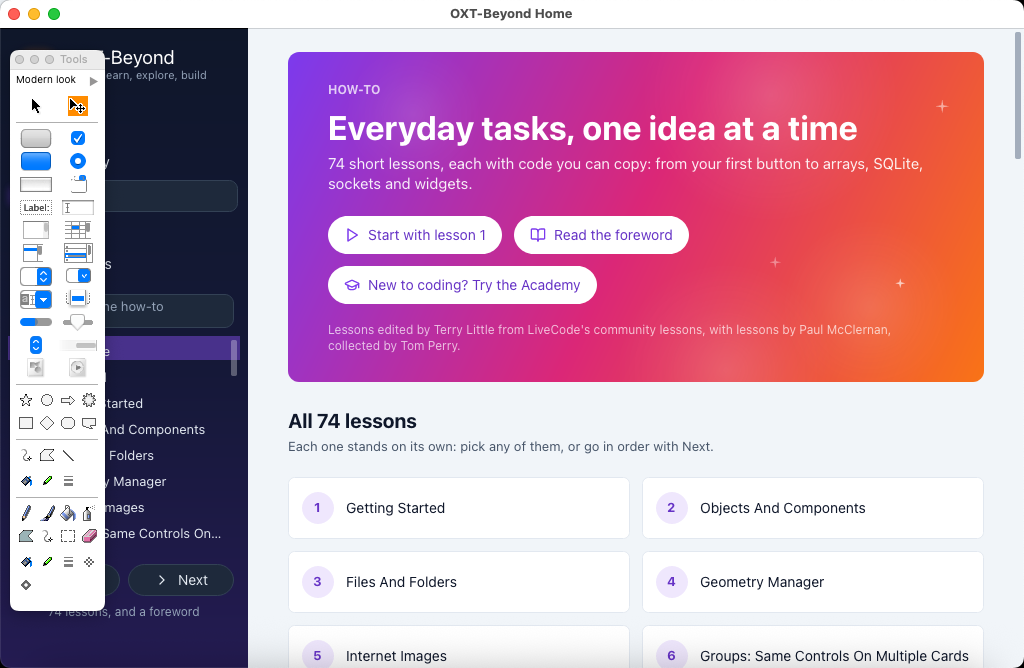 OXT-Beyond Home
-Beyond
earn, explore, build
Tools
Modern look
Label:
y
s
ne how-to
e
Started
And Components
Folders
y Manager
mages
Same Controls On...
Next
74 lessons, and a foreword
HOW-TO
Everyday tasks, one idea at a time
74 short lessons, each with code you can copy: from your first button to arrays, SQLite,
sockets and widgets.
Start with lesson 1
Read the foreword
New to coding? Try the Academy
Lessons edited by Terry Little from LiveCode's community lessons, with lessons by Paul McClernan,
collected by Tom Perry.
All 74 lessons
Each one stands on its own: pick any of them, or go in order with Next.
1 Getting Started
2 Objects And Components
3 Files And Folders
4 Geometry Manager
5 Internet Images
6 Groups: Same Controls On Multiple Cards